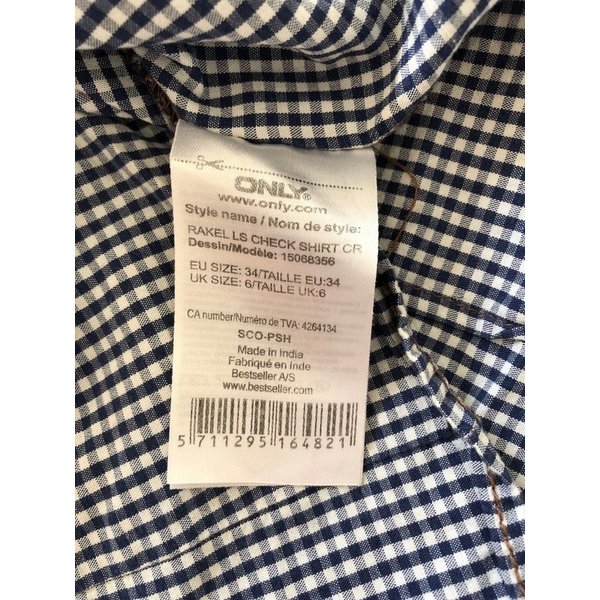 ONLY®
www.only.com
Style name / Nom de style:
RAKEL LS CHECK SHIRT CR
Dessin/Modèle: 15068356
EU SIZE: 34/TAILLE EU:34
UK SIZE: 6/TAILLE UK:6
CA number/Numéro de TVA: 4264134
SCO-PSH
Made in India
Fabriqué en inde
Bestseller A/S
www.bestseller.com
5 711295 164821